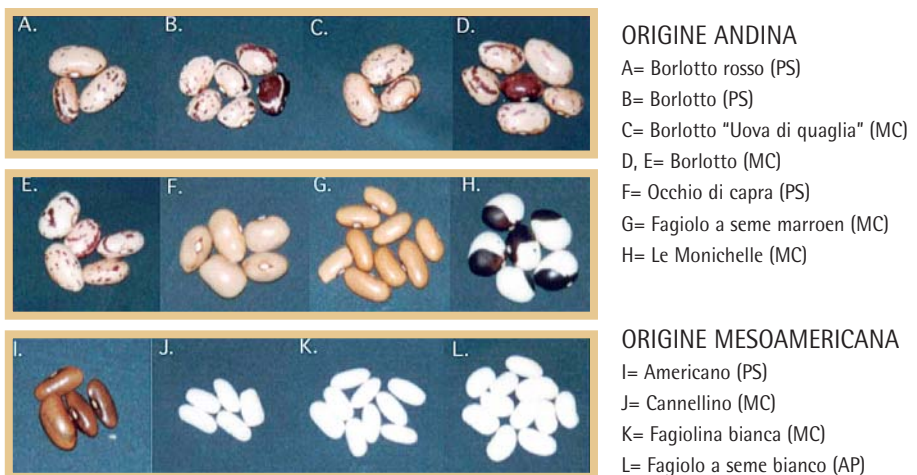 A. B. C. D.
ORIGINE ANDINA
A= Borlotto rosso (PS)
B= Borlotto (PS)
C= Borlotto "Uova di quaglia" (MC)
D, E= Borlotto (MC)
F= Occhio di capra (PS)
G= Fagiolo a seme marroen (MC)
H= Le Monichelle (MC)
E. F. G. H.
I. J. K. L.
ORIGINE MESOAMERICANA
I= Americano (PS)
J= Cannellino (MC)
K= Fagiolina bianca (MC)
L= Fagiolo a seme bianco (AP)